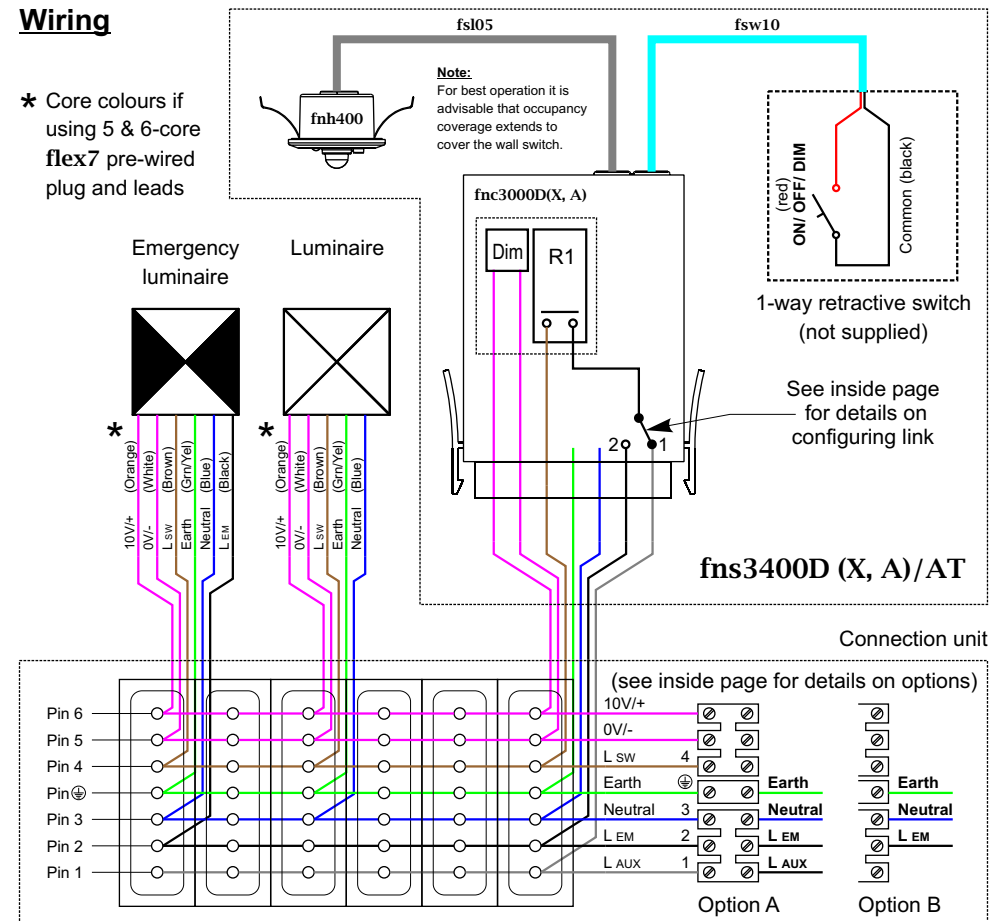 Wiring
* Core colours if
using 5 & 6-core
flex7 pre-wired
plug and leads
fsl05
fsw10
fnh400
Note:
For best operation it is
advisable that occupancy
coverage extends to
cover the wall switch.
(red)
ON/ OFF/ DIM
Common (black)
1-way retractive switch
(not supplied)
fnc3000D(X, A)
Dim
R1
2
1
See inside page
for details on
configuring link
fns3400D (X, A)/AT
Emergency
luminaire
Luminaire
*
10V/+ (Orange)
0V/- (White)
L SW (Brown)
Earth (Grn/Yel)
Neutral (Blue)
L EM (Black)
*
10V/+ (Orange)
0V/- (White)
L SW (Brown)
Earth (Grn/Yel)
Neutral (Blue)
Connection unit
(see inside page for details on options)
Pin 6
Pin 5
Pin 4
Pin
Pin 3
Pin 2
Pin 1
10V/+
0V/-
L SW 4
Earth
Neutral 3
L EM 2
L AUX 1
Earth
Neutral
L EM
L AUX
Option A
Earth
Neutral
L EM
Option B